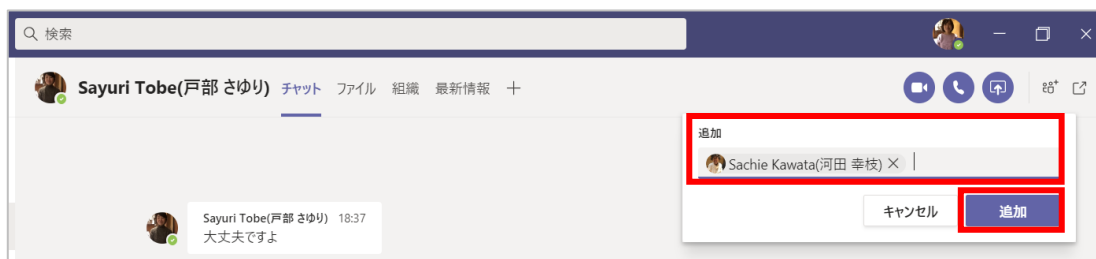 検索
Sayuri Tobe(戸部 さゆり) チャット ファイル 組織 最新情報
追加
Sachie Kawata(河田 幸枝)
キャンセル 追加
Sayuri Tobe(戸部 さゆり) 18:37
大丈夫ですよ